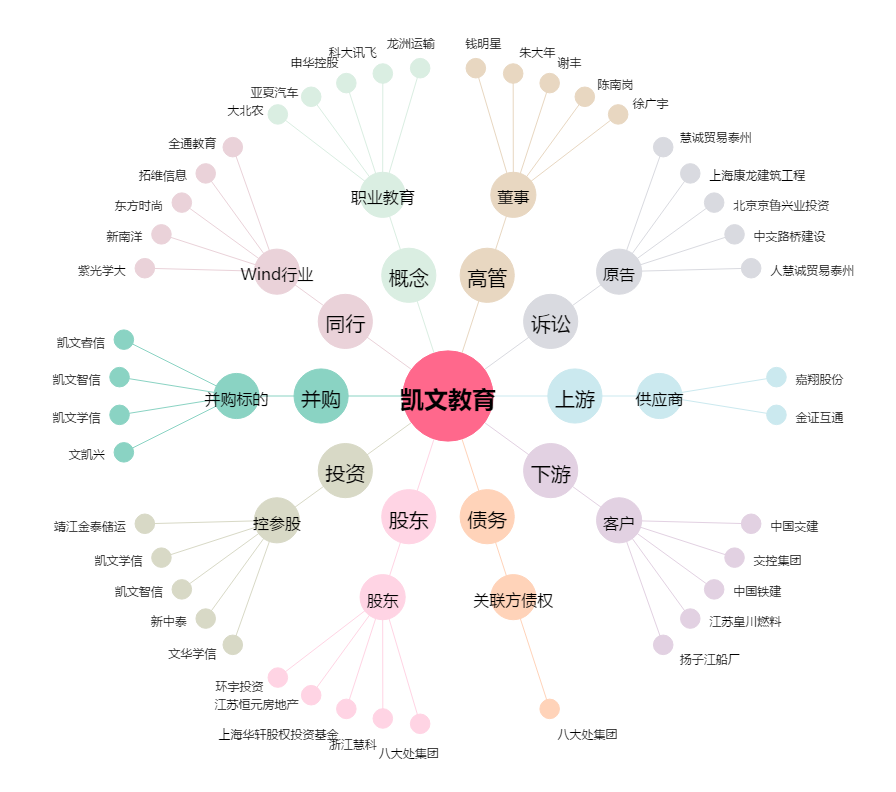 凯文教育
概念
职业教育
大北农
亚夏汽车
申华控股
科大讯飞
龙洲运输
高管
董事
钱明星
朱大年
谢丰
陈南岗
徐广宇
诉讼
原告
慧诚贸易泰州
上海康龙建筑工程
北京京鲁兴业投资
中交路桥建设
人慧诚贸易泰州
上游
供应商
嘉翔股份
金证互通
下游
客户
中国交建
交控集团
中国铁建
江苏皇川燃料
扬子江船厂
债务
关联方债权
八大处集团
股东
股东
八大处集团
浙江慧科
上海华轩股权投资基金
江苏恒元房地产
环宇投资
投资
控参股
文华学信
新中泰
凯文智信
凯文学信
靖江金泰储运
并购
并购标的
文凯兴
凯文学信
凯文智信
凯文睿信
同行
Wind行业
紫光学大
新南洋
东方时尚
拓维信息
全通教育